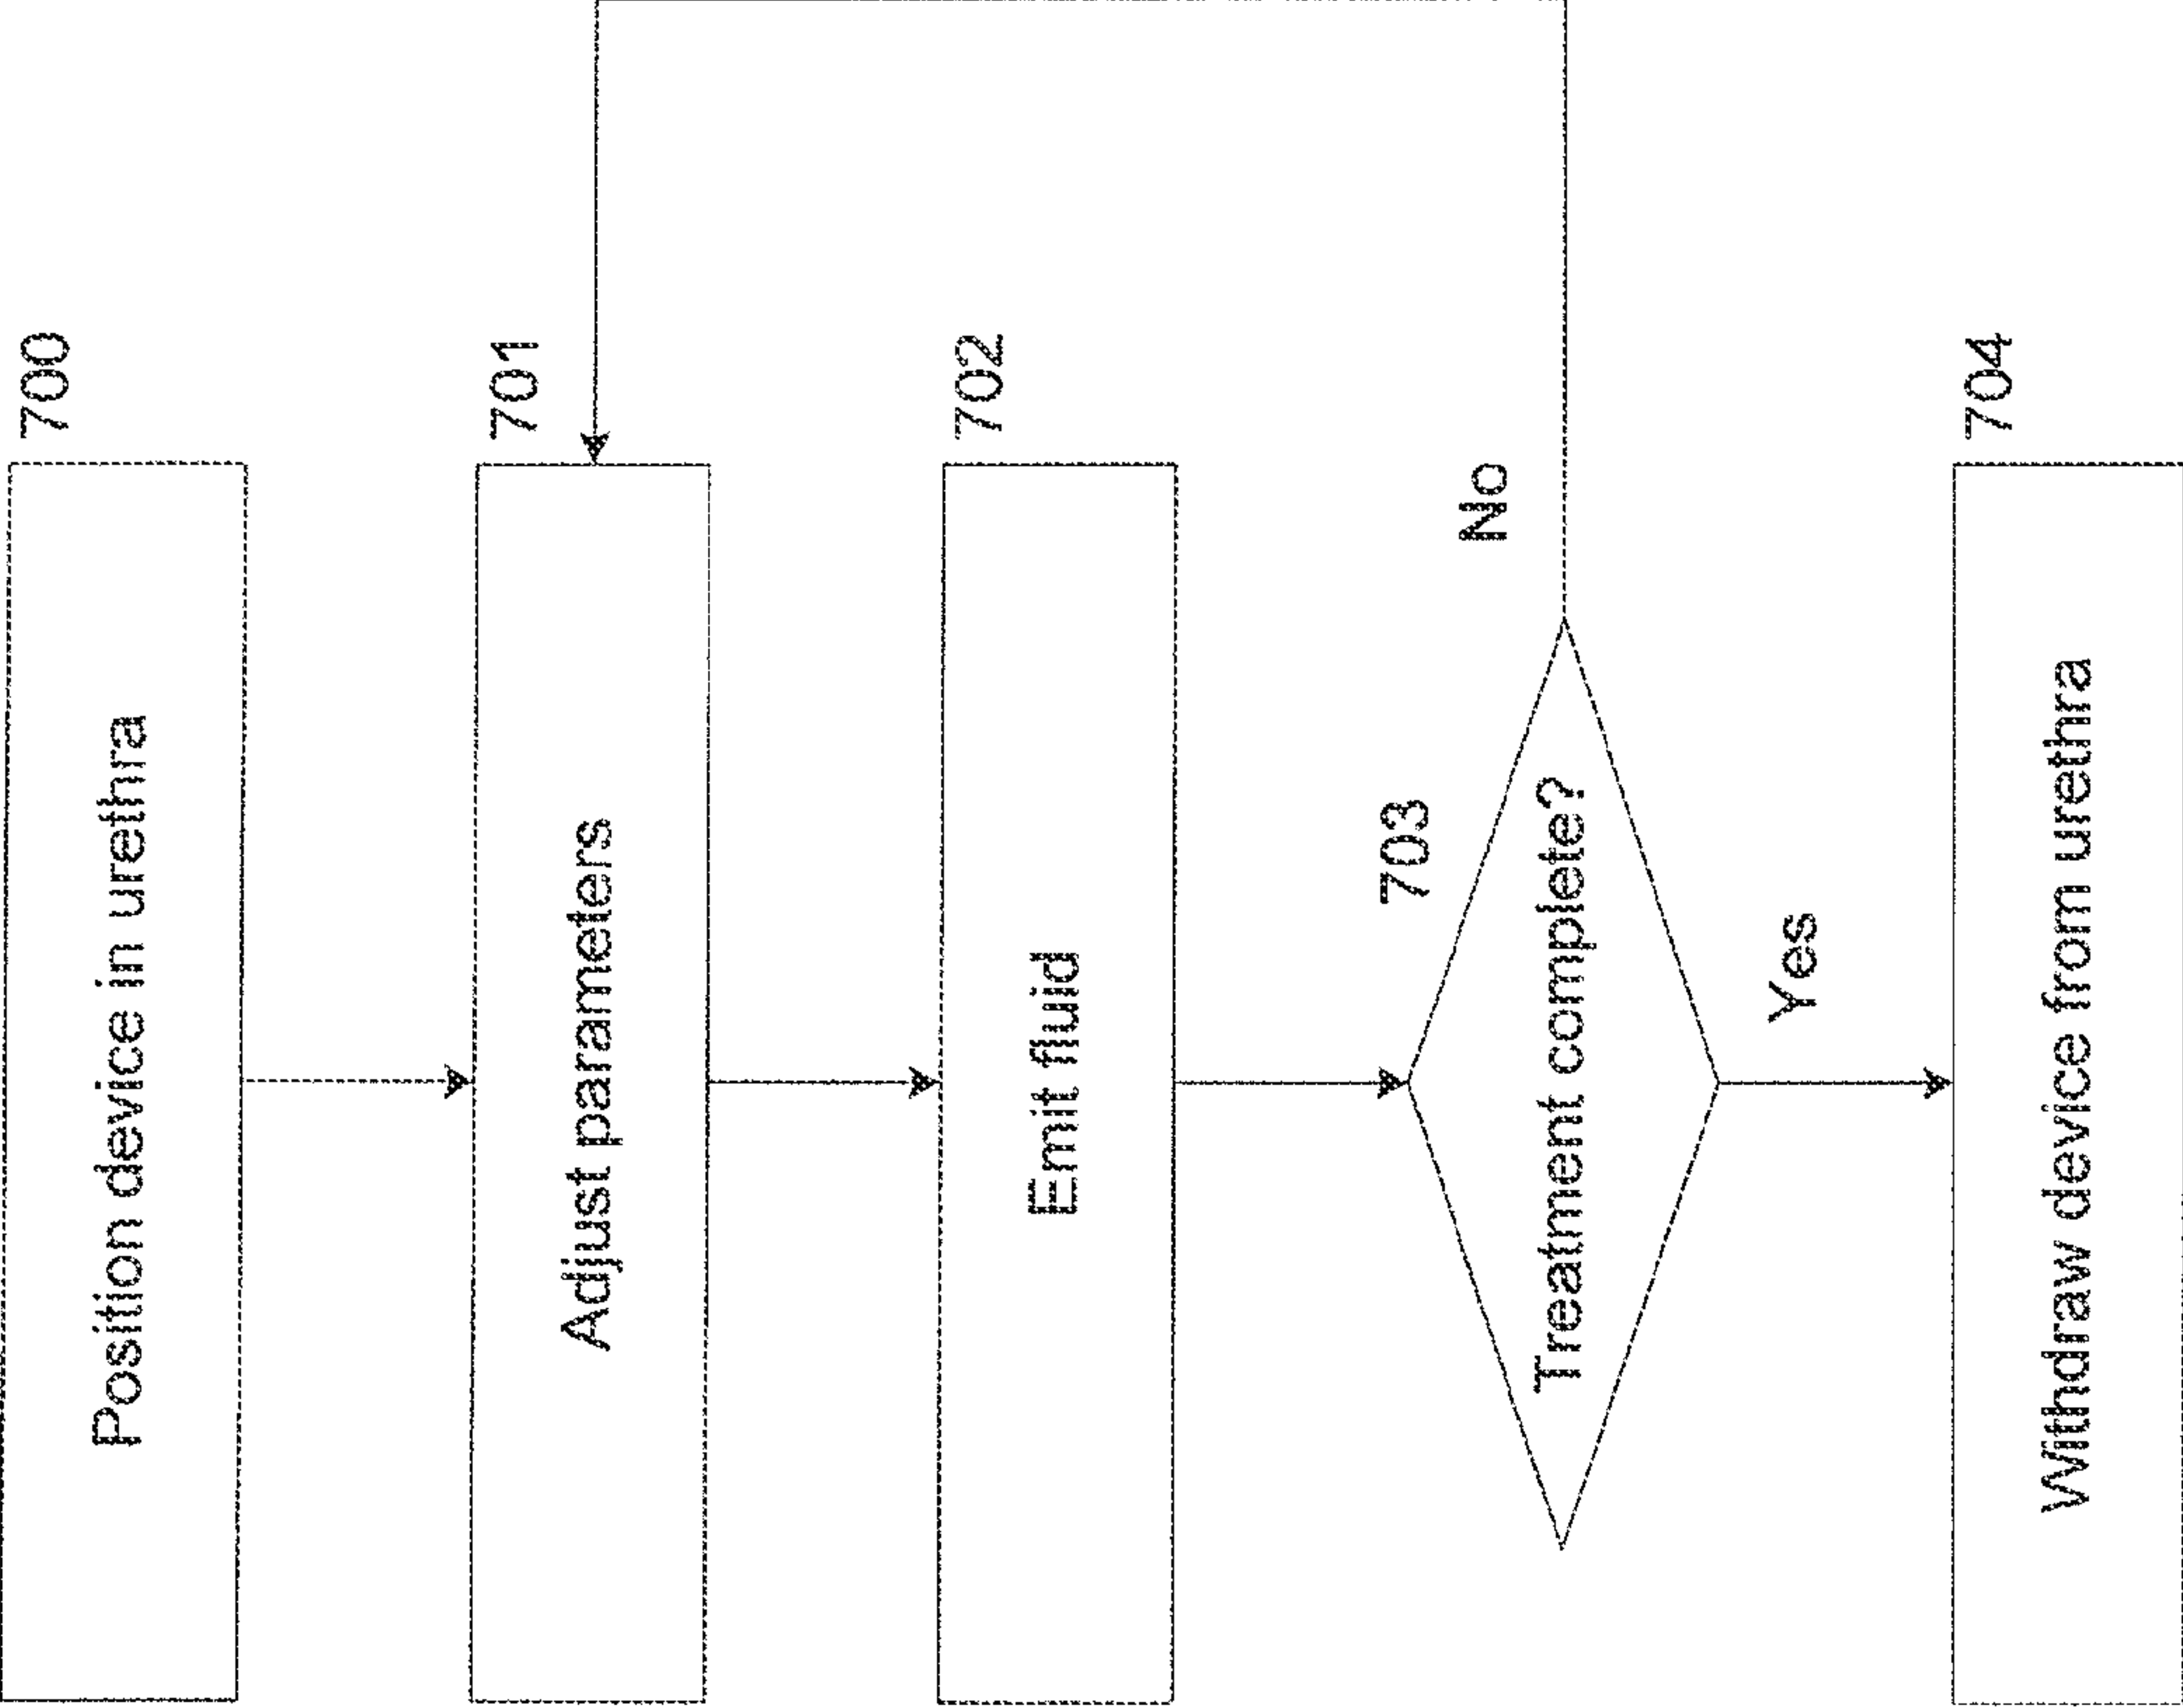 700
Position device in urethra
701
Adjust parameters
702
Emit fluid
703
Treatment complete?
No
Yes
704
Withdraw device from urethra